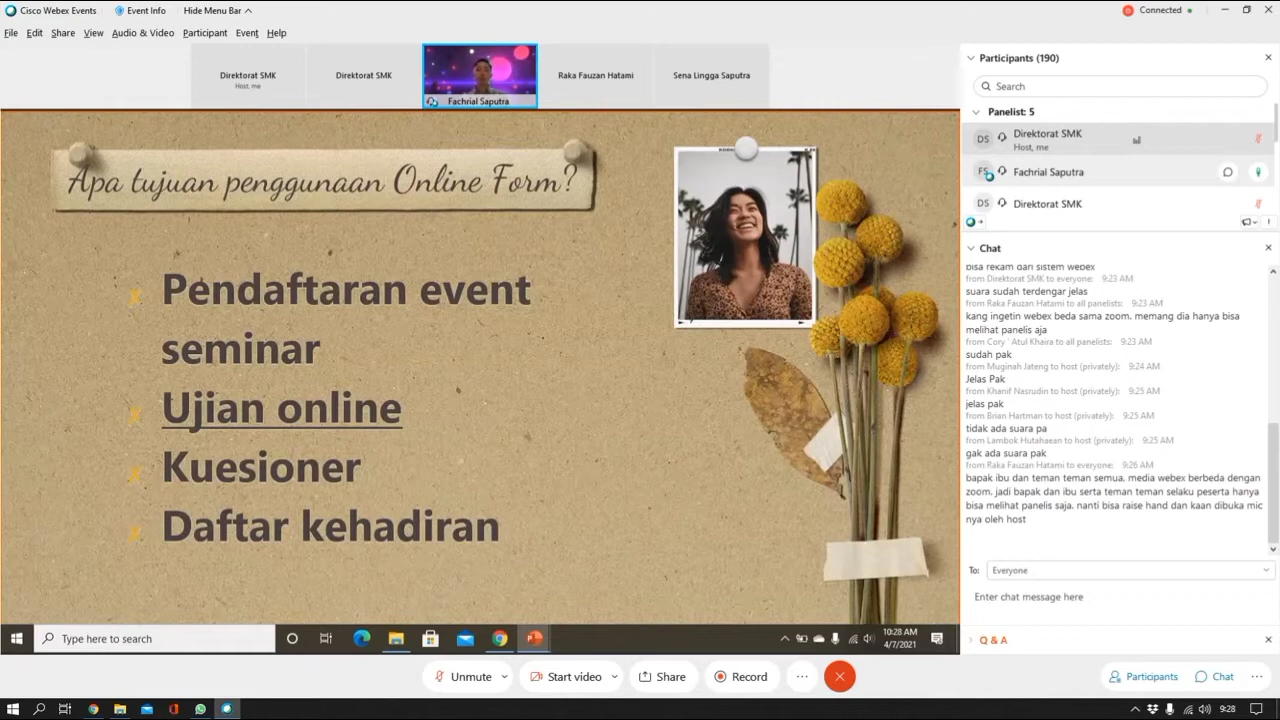 Cisco Webex Events
Event Info
Hide Menu Bar
Connected
File Edit Share View Audio & Video Participant Event Help
Direktorat SMK
Host, me
Direktorat SMK
Fachrial Saputra
Raka Fauzan Hatami
Sena Lingga Saputra
Apa tujuan penggunaan Online Form?
x Pendaftaran event
seminar
x Ujian online
x Kuesioner
x Daftar kehadiran
Type here to search
10:28 AM
4/7/2021
Participants (190)
Search
Panelist: 5
DS Direktorat SMK
Host, me
FS Fachrial Saputra
DS Direktorat SMK
Chat
bisa rekam dari sistem webex
from Direktorat SMK to everyone: 9:23 AM
suara sudah terdengar jelas
from Raka Fauzan Hatami to all panelists: 9:23 AM
kang ingetin webex beda sama zoom. memang dia hanya bisa
melihat panelis aja
from Cory ' Atul Khaira to all panelists: 9:23 AM
sudah pak
from Muginah Jateng to host (privately): 9:24 AM
Jelas Pak
from Khanif Nasrudin to host (privately): 9:25 AM
jelas pak
from Brian Hartman to host (privately): 9:25 AM
tidak ada suara pa
from Lambok Hutahaean to host (privately): 9:25 AM
gak ada suara pak
from Raka Fauzan Hatami to everyone: 9:26 AM
bapak ibu dan teman teman semua. media webex berbeda dengan
zoom. jadi bapak dan ibu serta teman teman selaku peserta hanya
bisa melihat panelis saja. nanti bisa raise hand dan kaan dibuka mic
nya oleh host
To: Everyone
Enter chat message here
Q & A
Unmute
Start video
Share
Record
Participants
Chat
9:28